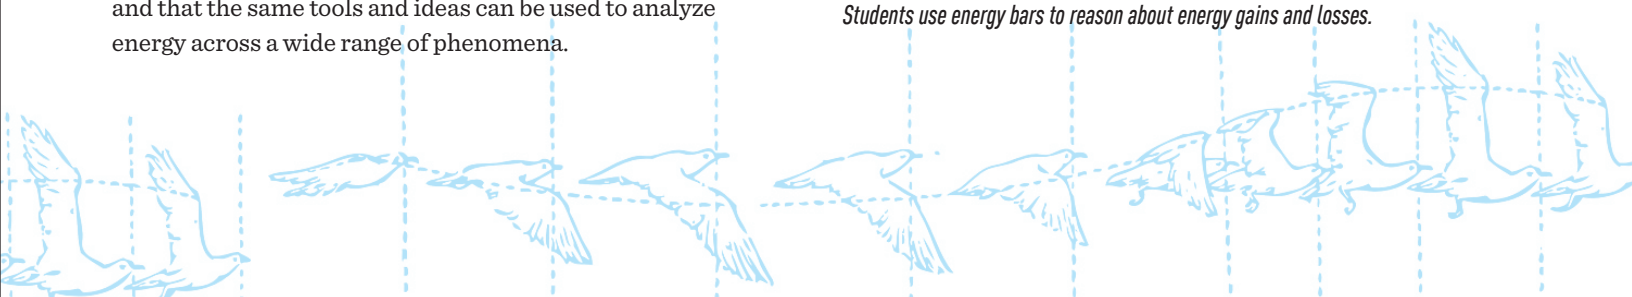 and that the same tools and ideas can be used to analyze
energy across a wide range of phenomena.
Students use energy bars to reason about energy gains and losses.